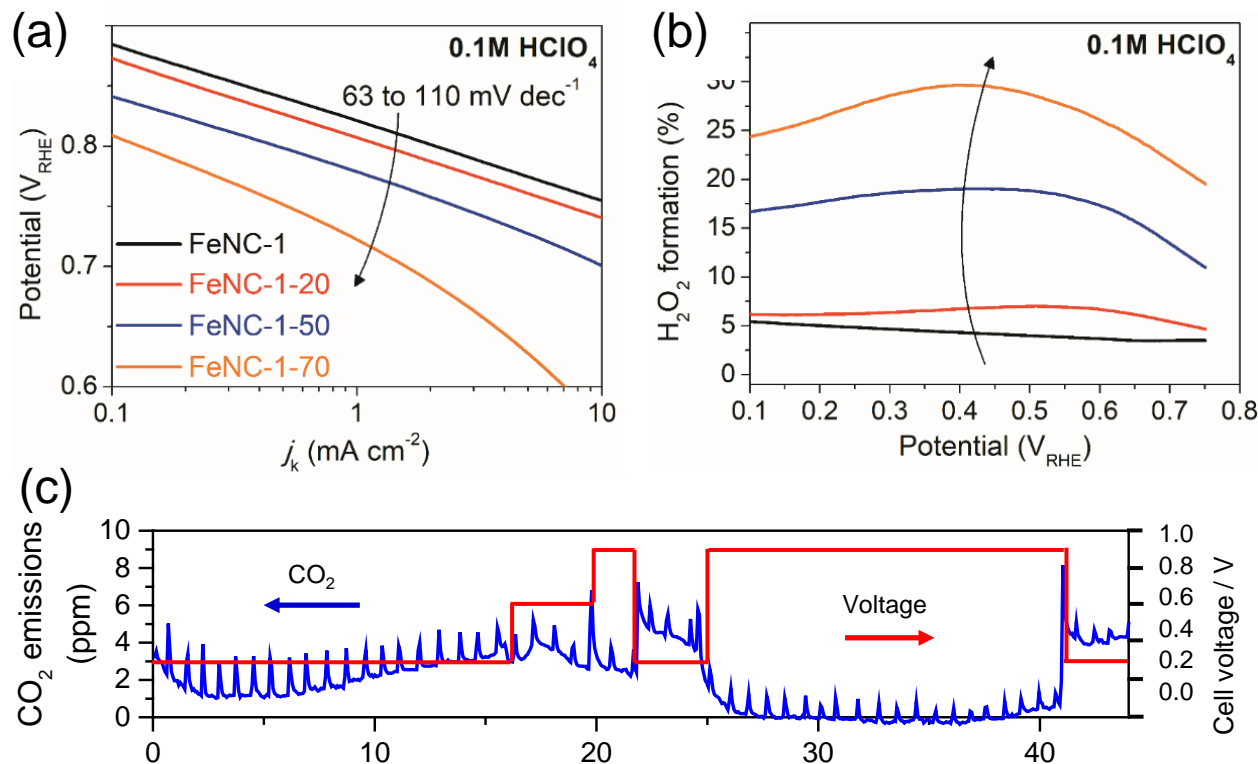 (a)
0.1M HClO4
63 to 110 mV dec-1
Potential (VRHE)
0.8
0.7
0.6
FeNC-1
FeNC-1-20
FeNC-1-50
FeNC-1-70
0.1
1
10
jk (mA cm-2)
(b)
0.1M HClO4
H2O2 formation (%)
30
25
20
15
10
5
0
0.1 0.2 0.3 0.4 0.5 0.6 0.7 0.8
Potential (VRHE)
(c)
CO2 emissions
(ppm)
10
8
6
4
2
0
CO2
Voltage
1.0
0.8
0.6
0.4
0.2
0.0
Cell voltage / V
0 10 20 30 40